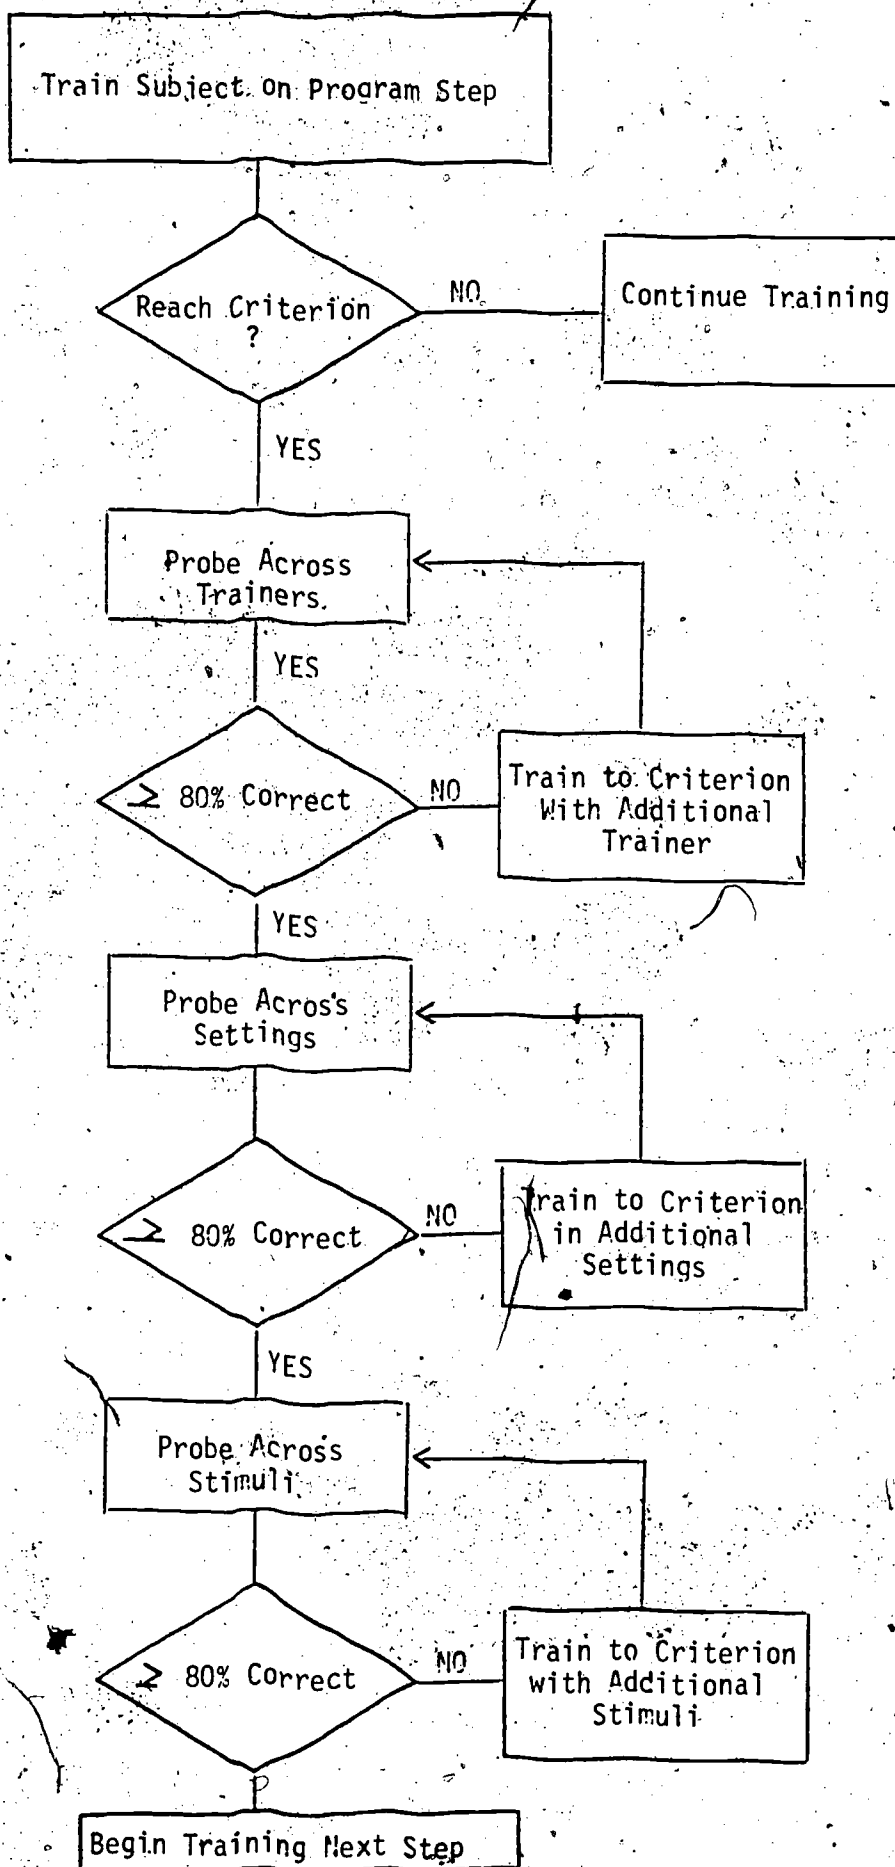 Train Subject on Program Step
Reach Criterion
?
NO
Continue Training
YES
Probe Across
Trainers
YES
≥ 80% Correct
NO
Train to Criterion
With Additional
Trainer
YES
Probe Across
Settings
≥ 80% Correct
NO
Train to Criterion
in Additional
Settings
YES
Probe Across
Stimuli
≥ 80% Correct
NO
Train to Criterion
with Additional
Stimuli
Begin Training Next Step